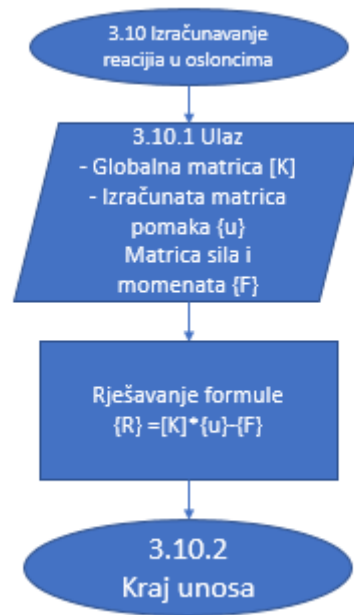 3.10 Izračunavanje
reacijia u osloncima
3.10.1 Ulaz
- Globalna matrica [K]
- Izračunata matrica
pomaka {u}
Matrica sila i
momenata {F}
Rješavanje formule
{R} =[K]*{u}-{F}
3.10.2
Kraj unosa